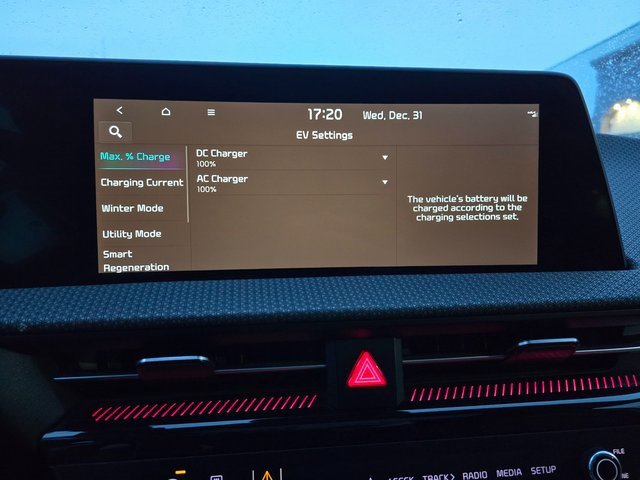 17:20 Wed, Dec. 31
EV Settings
Max. % Charge
Charging Current
Winter Mode
Utility Mode
Smart
Regeneration
DC Charger
100%
AC Charger
100%
The vehicle's battery will be
charged according to the
charging selections set.
TRACK> RADIO MEDIA SETUP
FILE